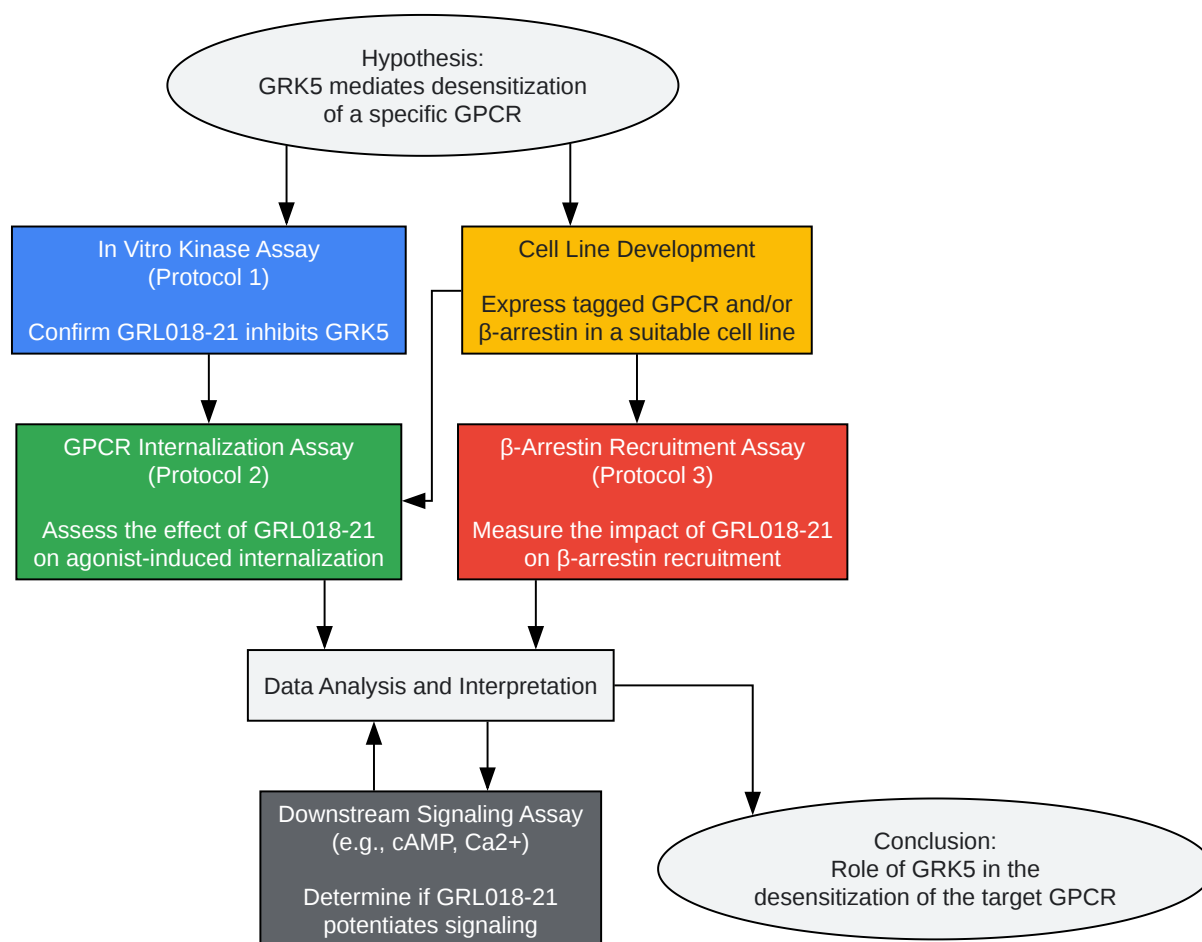 Hypothesis:
GRK5 mediates desensitization
of a specific GPCR
In Vitro Kinase Assay
(Protocol 1)
Confirm GRL018-21 inhibits GRK5
Cell Line Development
Express tagged GPCR and/or
β-arrestin in a suitable cell line
GPCR Internalization Assay
(Protocol 2)
Assess the effect of GRL018-21
on agonist-induced internalization
β-Arrestin Recruitment Assay
(Protocol 3)
Measure the impact of GRL018-21
on β-arrestin recruitment
Data Analysis and Interpretation
Downstream Signaling Assay
(e.g., cAMP, Ca2+)
Determine if GRL018-21
potentiates signaling
Conclusion:
Role of GRK5 in the
desensitization of the target GPCR